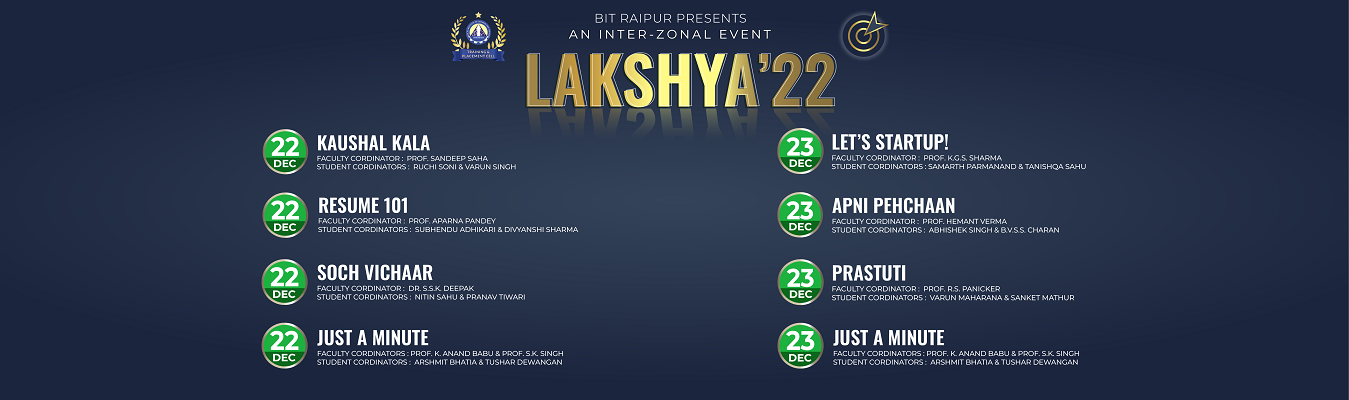 BIT RAIPUR PRESENTS
AN INTER-ZONAL EVENT
LAKSHYA'22
TRAINING &
PLACEMENT CELL
22
DEC
KAUSHAL KALA
FACULTY CORDINATOR : PROF. SANDEEP SAHA
STUDENT CORDINATORS : RUCHI SONI & VARUN SINGH
22
DEC
RESUME 101
FACULTY CORDINATOR : PROF. APARNA PANDEY
STUDENT CORDINATORS : SUBHENDU ADHIKARI & DIVYANSHI SHARMA
22
DEC
SOCH VICHAAR
FACULTY CORDINATOR : DR. S.S.K. DEEPAK
STUDENT CORDINATORS : NITIN SAHU & PRANAV TIWARI
22
DEC
JUST A MINUTE
FACULTY CORDINATORS : PROF. K. ANAND BABU & PROF. S.K. SINGH
STUDENT CORDINATORS : ARSHMIT BHATIA & TUSHAR DEWANGAN
23
DEC
LET'S STARTUP!
FACULTY CORDINATOR : PROF. K.G.S. SHARMA
STUDENT CORDINATORS : SAMARTH PARMANAND & TANISHQA SAHU
23
DEC
APNI PEHCHAAN
FACULTY CORDINATOR : PROF. HEMANT VERMA
STUDENT CORDINATORS : ABHISHEK SINGH & B.V.S.S. CHARAN
23
DEC
PRASTUTI
FACULTY CORDINATOR : PROF. R.S. PANICKER
STUDENT CORDINATORS : VARUN MAHARANA & SANKET MATHUR
23
DEC
JUST A MINUTE
FACULTY CORDINATORS : PROF. K. ANAND BABU & PROF. S.K. SINGH
STUDENT CORDINATORS : ARSHMIT BHATIA & TUSHAR DEWANGAN